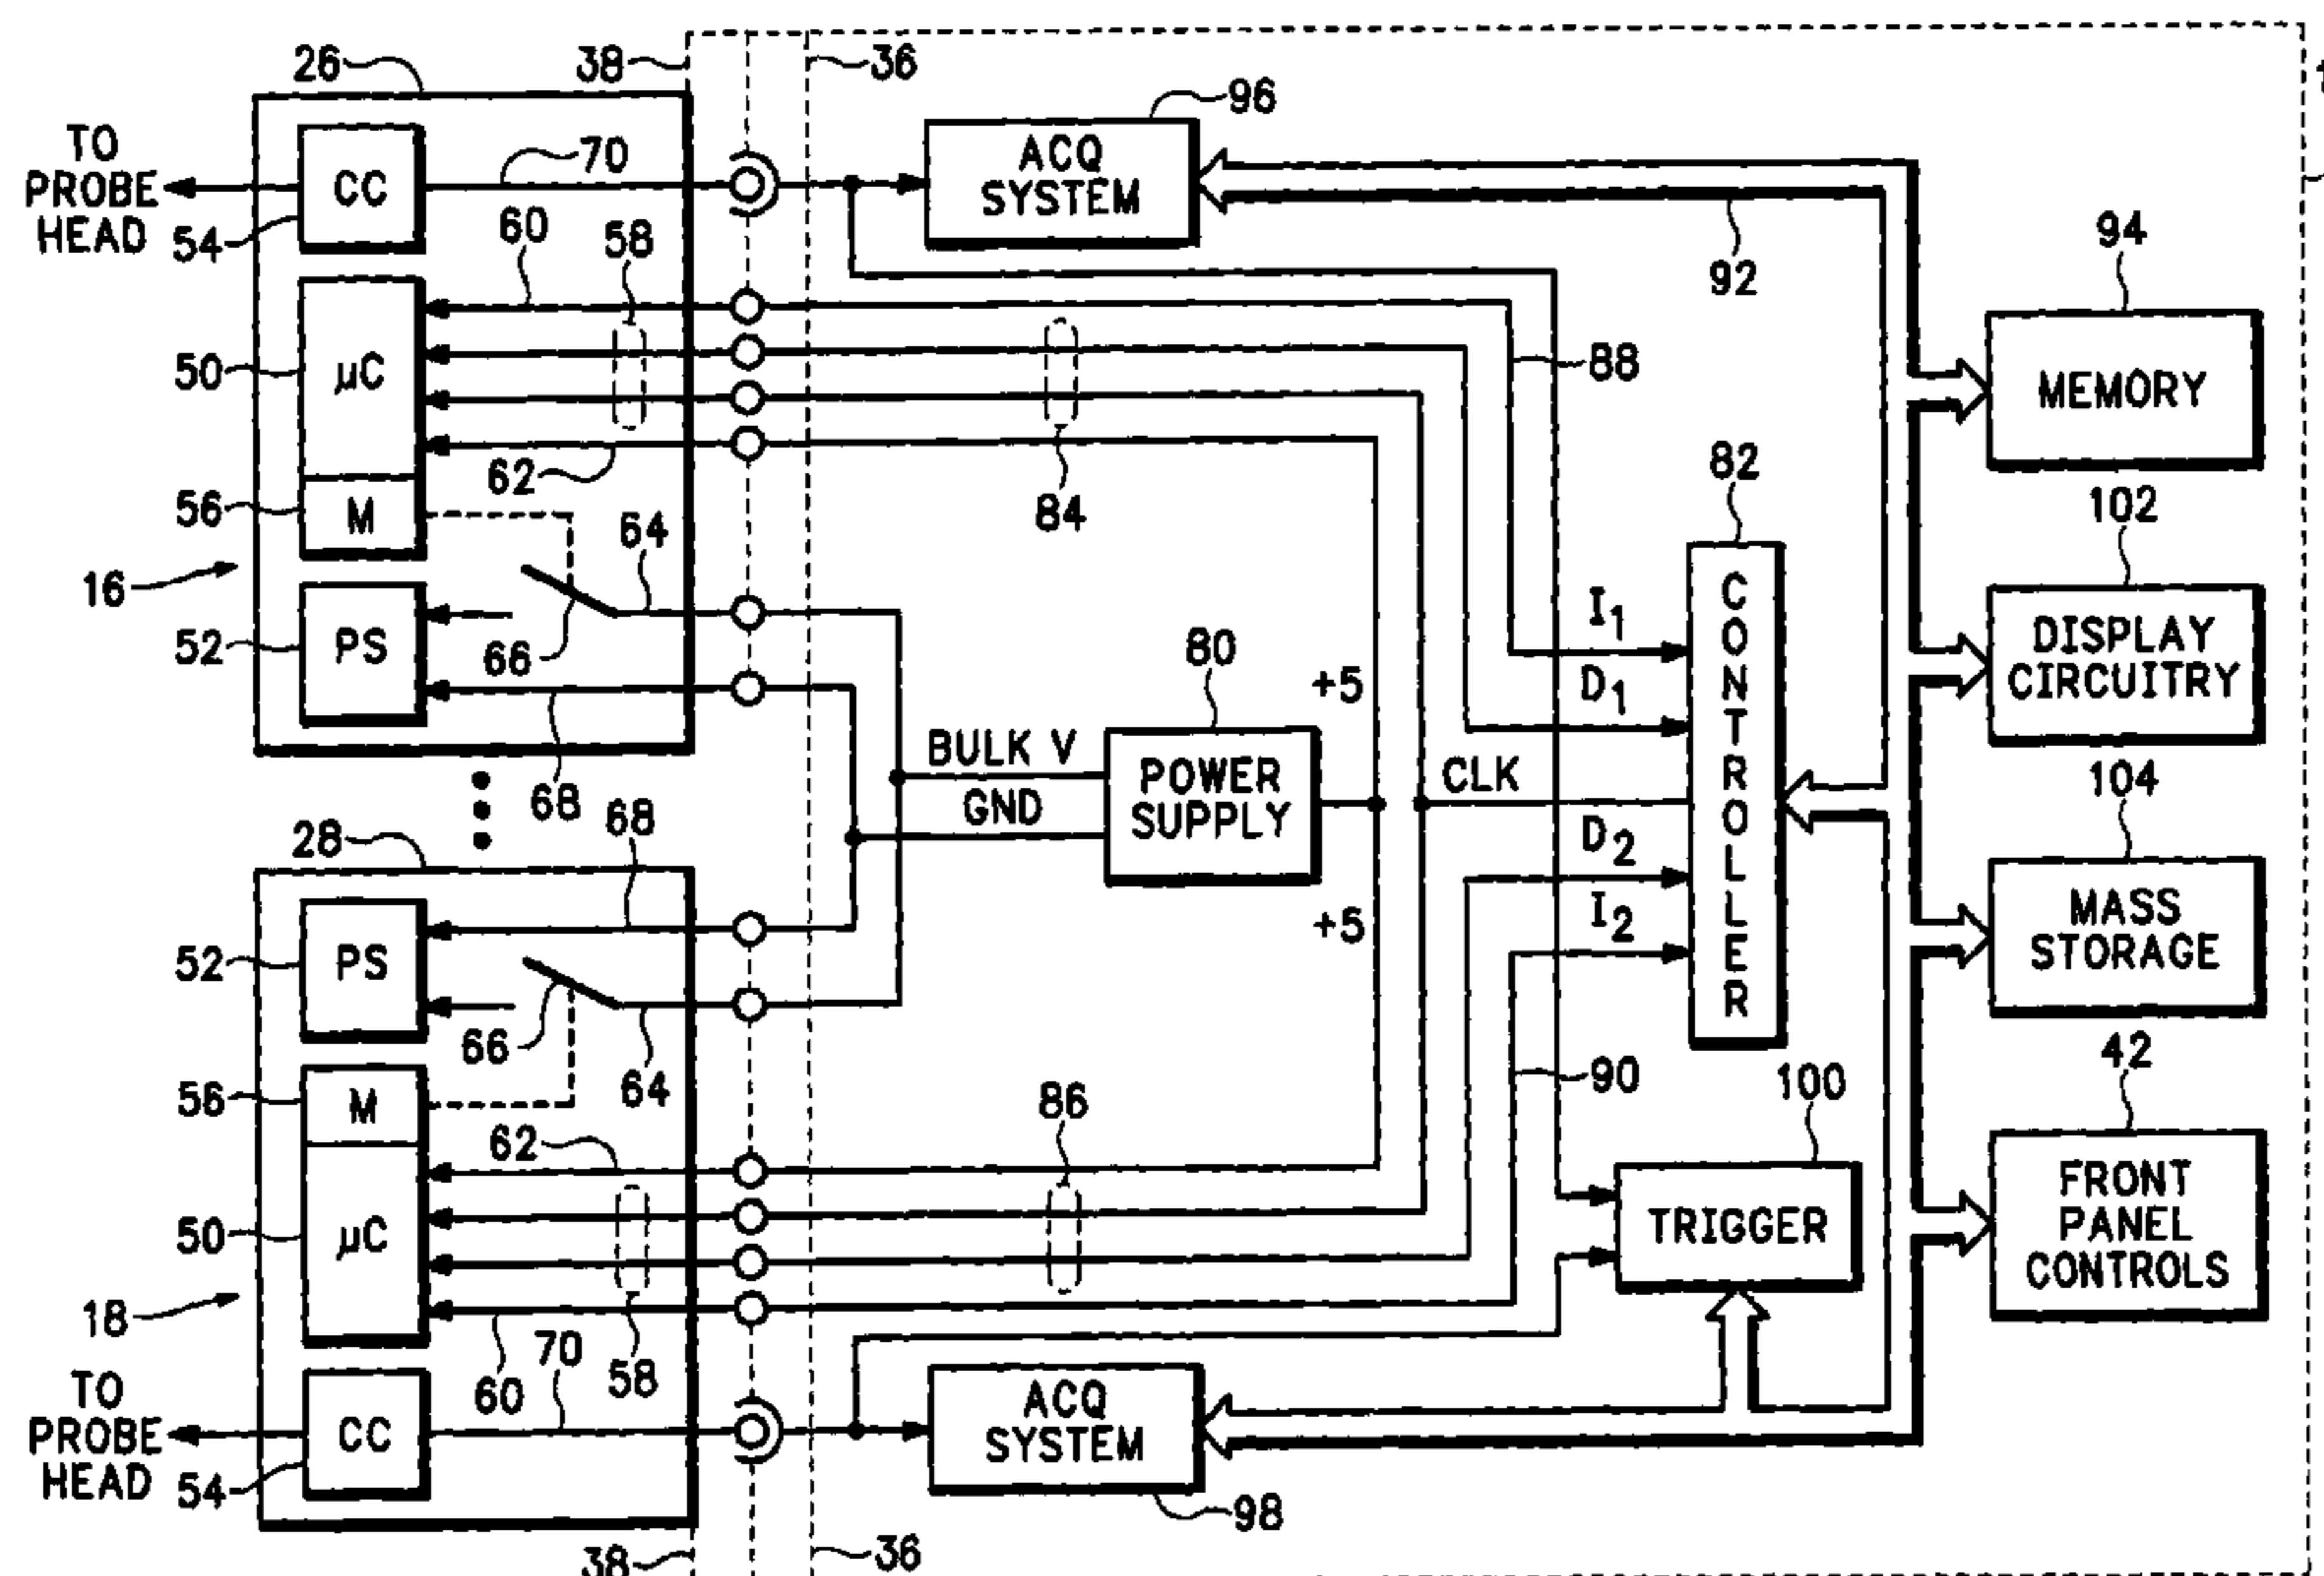 26
38
36
96
TO
PROBE
HEAD
54
CC
70
ACQ
SYSTEM
60
58
92
94
50
µC
88
MEMORY
62
84
82
56
M
64
102
16
52
PS
66
80
I1
D1
+5
CONTROLLER
DISPLAY
CIRCUITRY
BULK V
GND
POWER
SUPPLY
CLK
104
68
68
28
D2
I2
+5
MASS
STORAGE
52
PS
66
64
42
56
M
90
100
86
62
50
µC
TRIGGER
FRONT
PANEL
CONTROLS
18
60
70
58
TO
PROBE
HEAD
54
CC
ACQ
SYSTEM
98
38
36